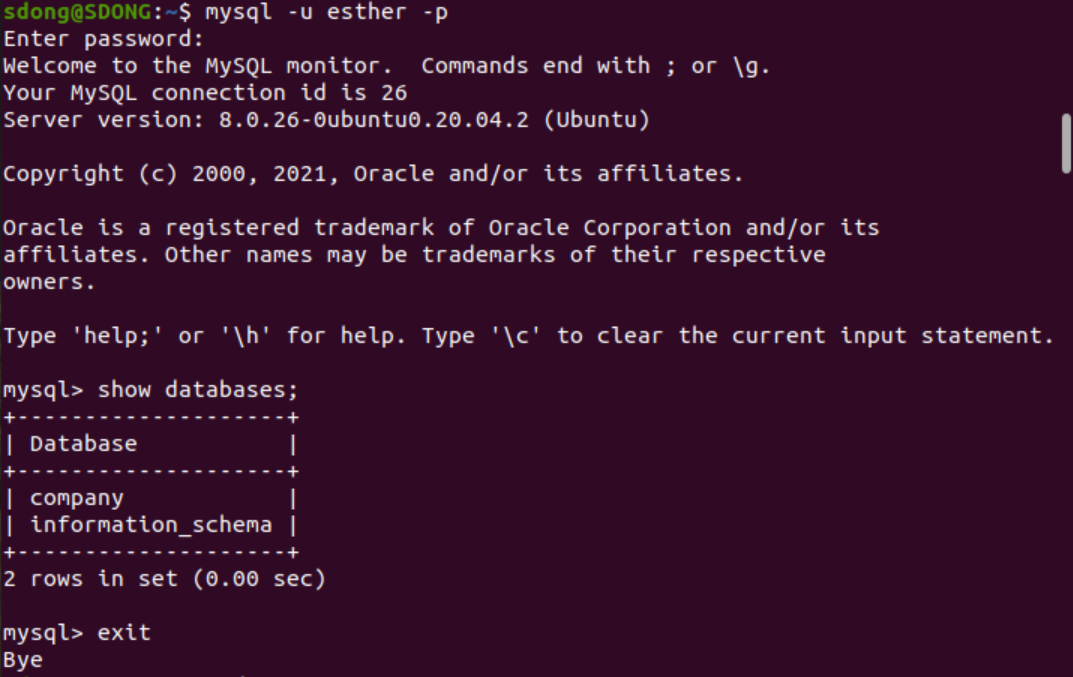 sdong@SDONG:~$ mysql -u esther -p
Enter password:
Welcome to the MySQL monitor.  Commands end with ; or \g.
Your MySQL connection id is 26
Server version: 8.0.26-0ubuntu0.20.04.2 (Ubuntu)

Copyright (c) 2000, 2021, Oracle and/or its affiliates.

Oracle is a registered trademark of Oracle Corporation and/or its
affiliates. Other names may be trademarks of their respective
owners.

Type 'help;' or '\h' for help. Type '\c' to clear the current input statement.

mysql> show databases;
+--------------------+
| Database           |
+--------------------+
| company            |
| information_schema |
+--------------------+
2 rows in set (0.00 sec)

mysql> exit
Bye